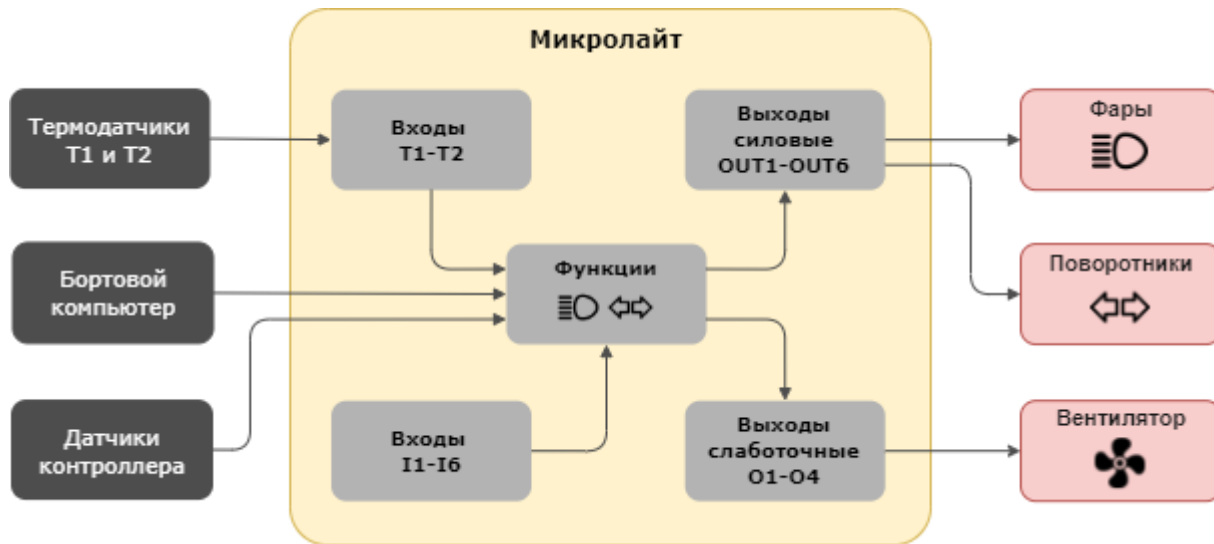 Микролайт
Термодатчики
T1 и T2
Входы
T1-T2
Выходы
силовые
OUT1-OUT6
Фары
Бортовой
компьютер
Функции
Поворотники
Датчики
контроллера
Входы
I1-I6
Выходы
слаботочные
O1-O4
Вентилятор